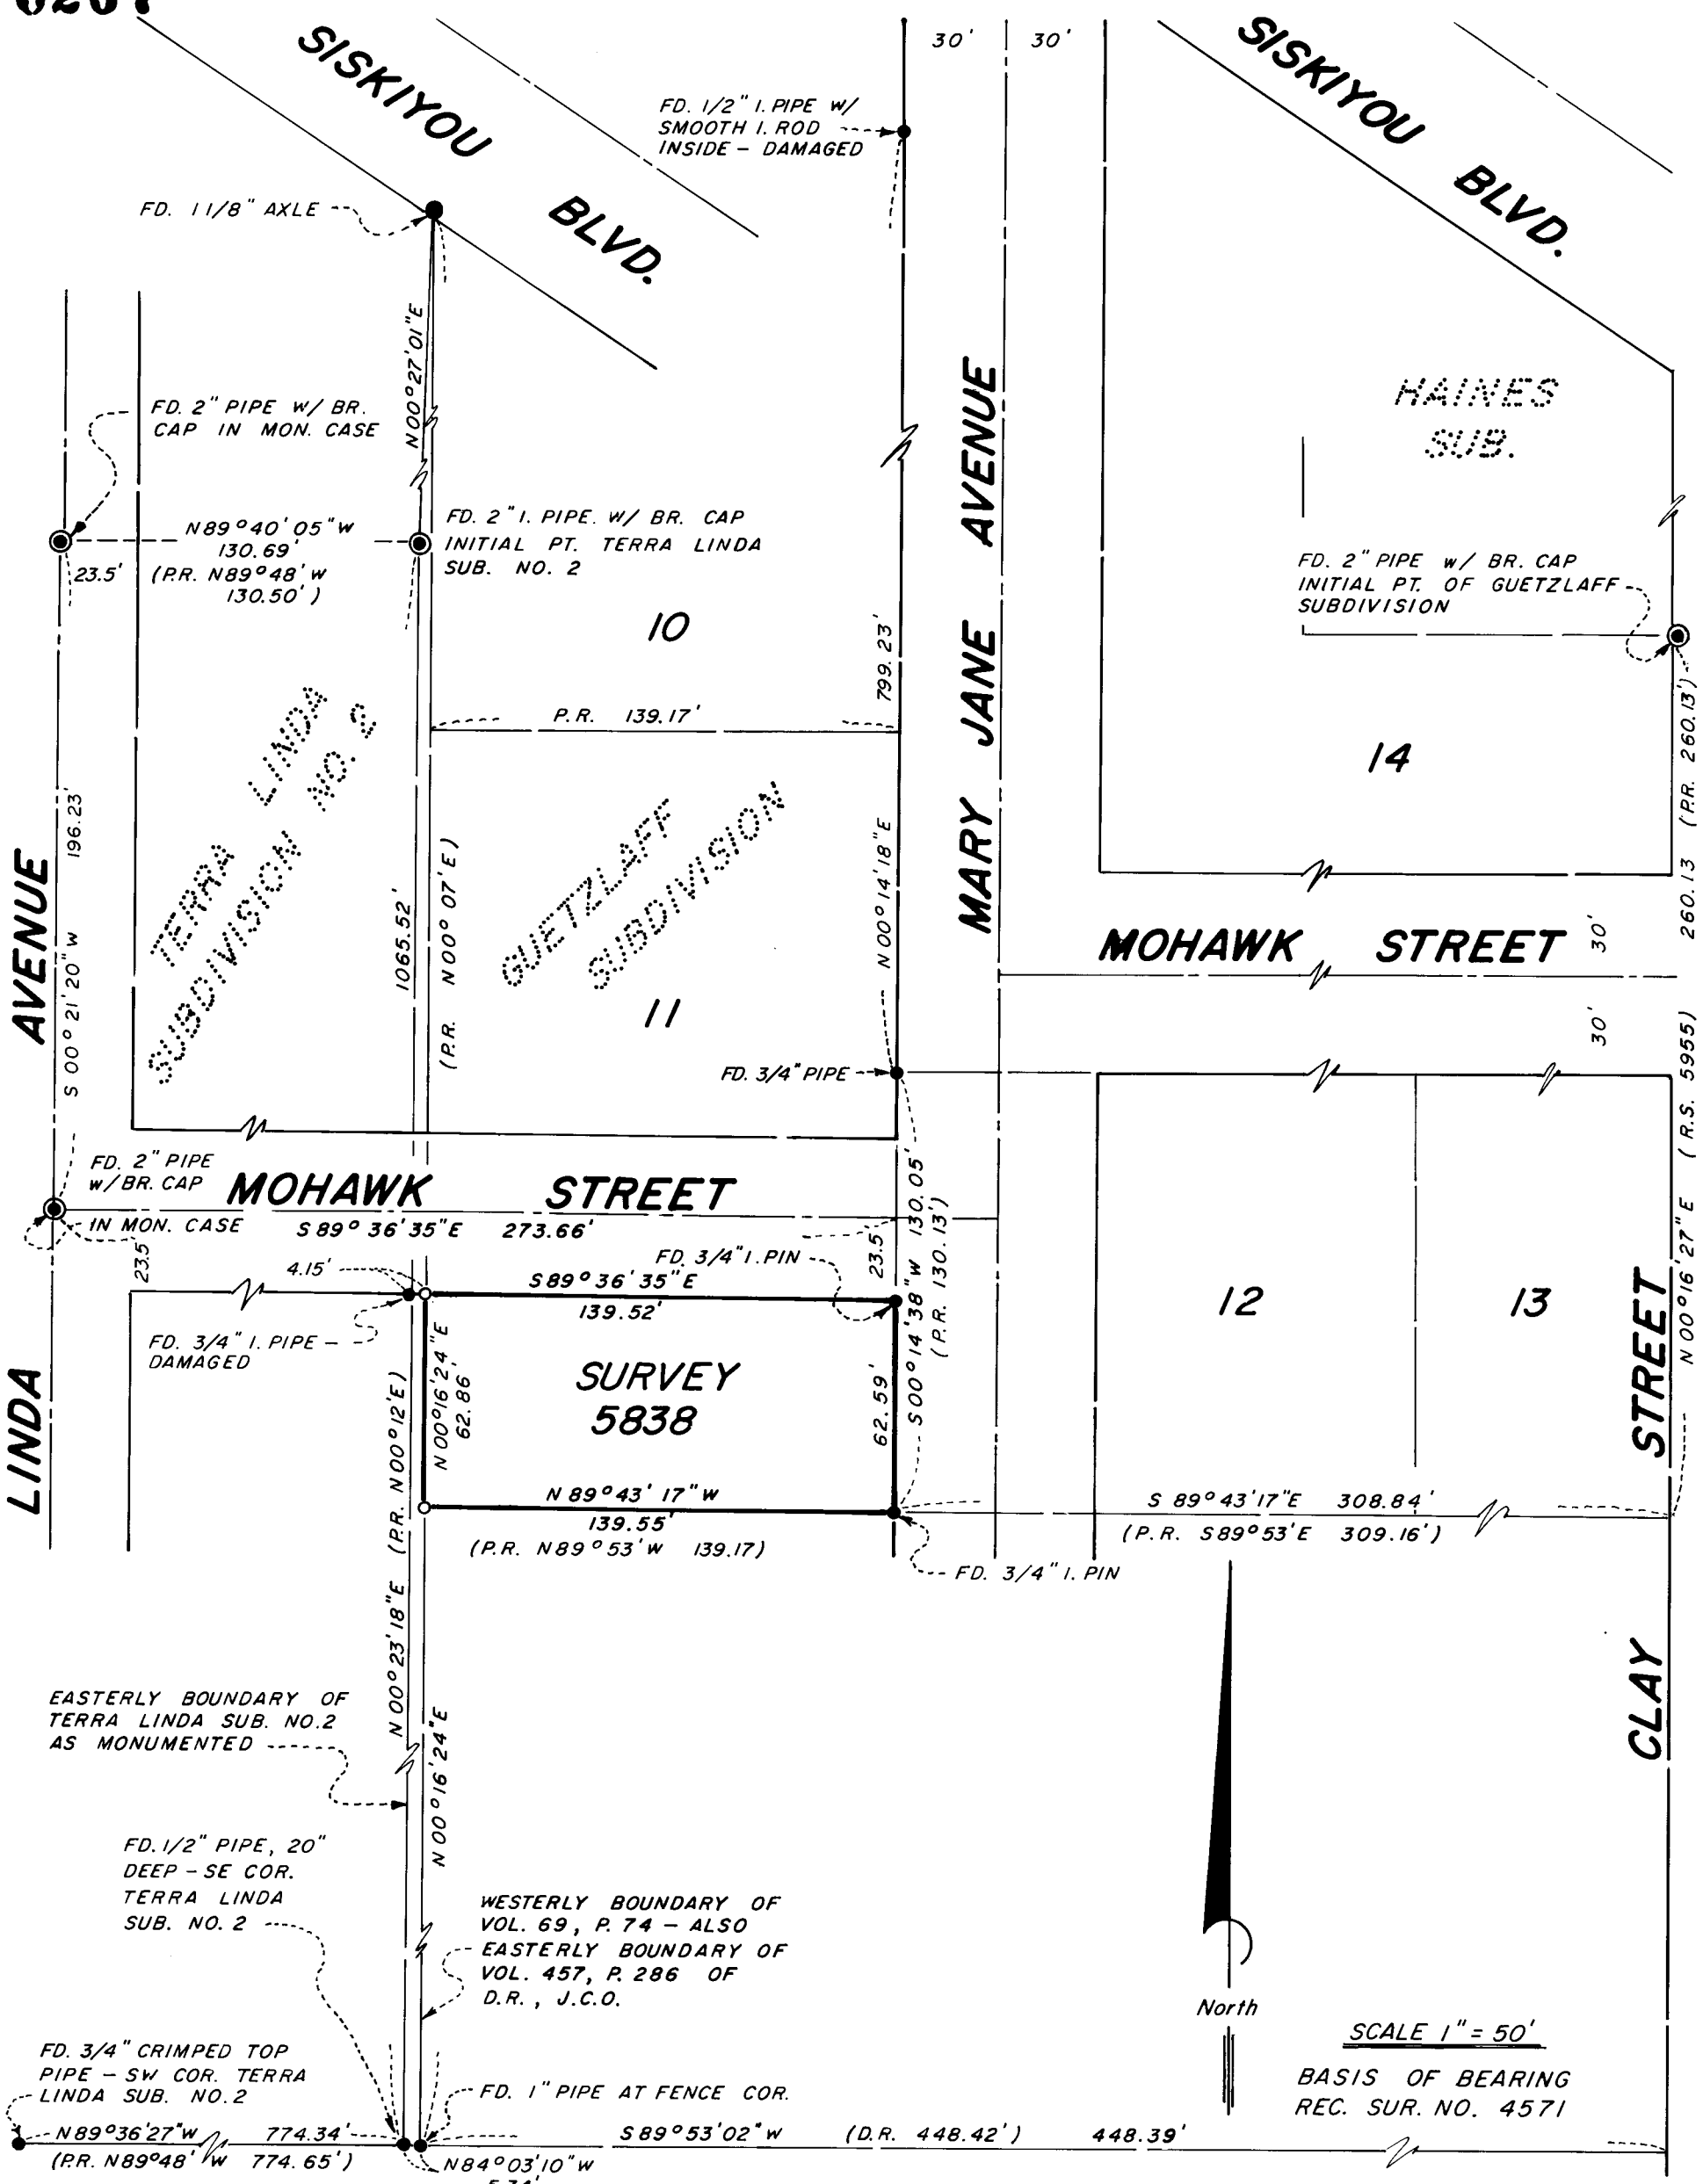 SISKIYOU BLVD.
30' 30'
SISKIYOU BLVD.
FD. 1/2" I. PIPE W/
SMOOTH I. ROD
INSIDE - DAMAGED
FD. 1 1/8" AXLE
N00°27'01"E
FD. 2" PIPE W/ BR.
CAP IN MON. CASE
HAINES
SUB.
N89°40'05"W
130.69'
(P.R. N89°48'W
130.50')
23.5'
FD. 2" I. PIPE. W/ BR. CAP
INITIAL PT. TERRA LINDA
SUB. NO. 2
FD. 2" PIPE W/ BR. CAP
INITIAL PT. OF GUETZLAFF
SUBDIVISION
10
799.23'
MARY JANE AVENUE
P.R. 139.17'
14
260.13 (P.R. 260.13')
TERRA LINDA
SUBDIVISION NO. 2
GUETZLAFF
SUBDIVISION
196.23'
S 00°21'20"W
LINDA AVENUE
1065.52'
(P.R. N00°07'E)
N00°14'18"E
11
MOHAWK STREET
30'
30'
FD. 3/4" PIPE
N00°16'27"E (R.S. 5955)
FD. 2" PIPE
W/BR. CAP
IN MON. CASE
MOHAWK STREET
S89°36'35"E 273.66'
23.5
4.15'
FD. 3/4" I. PIN
23.5
S00°14'38"W 130.05'
(P.R. 130.13')
S89°36'35"E
139.52'
FD. 3/4" I. PIPE -
DAMAGED
N00°16'24"E
62.86'
SURVEY
5838
62.59'
12
13
CLAY STREET
N89°43'17"W
139.55'
(P.R. N89°53'W 139.17)
S 89°43'17"E 308.84'
(P.R. S89°53'E 309.16')
FD. 3/4" I. PIN
N00°23'18"E (P.R. N00°12'E)
N00°16'24"E
EASTERLY BOUNDARY OF
TERRA LINDA SUB. NO.2
AS MONUMENTED
FD. 1/2" PIPE, 20"
DEEP - SE COR.
TERRA LINDA
SUB. NO. 2
WESTERLY BOUNDARY OF
VOL. 69, P. 74 - ALSO
EASTERLY BOUNDARY OF
VOL. 457, P. 286 OF
D.R., J.C.O.
North
SCALE 1" = 50'
BASIS OF BEARING
REC. SUR. NO. 4571
FD. 3/4" CRIMPED TOP
PIPE - SW COR. TERRA
LINDA SUB. NO.2
FD. 1" PIPE AT FENCE COR.
N89°36'27"W 774.34'
(P.R. N89°48'W 774.65')
S89°53'02"W (D.R. 448.42') 448.39'
N84°03'10"W